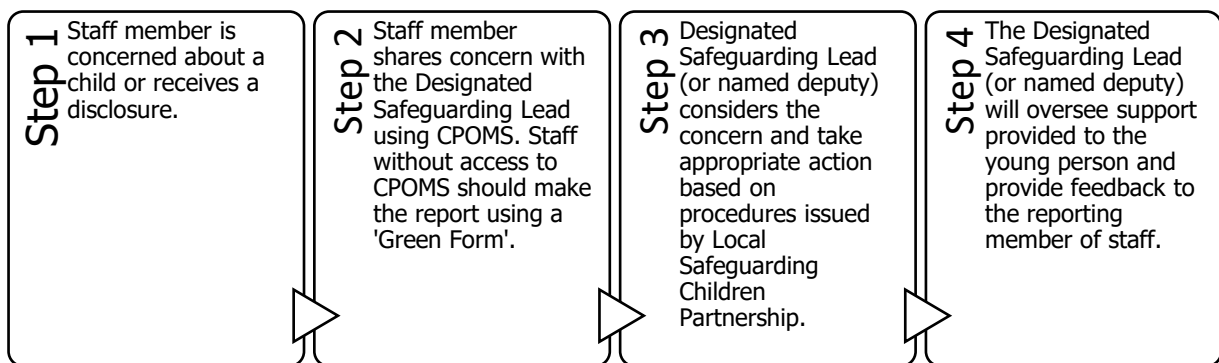 Step 1
Staff member is
concerned about a
child or receives a
disclosure.
Step 2
Staff member
shares concern with
the Designated
Safeguarding Lead
using CPOMS. Staff
without access to
CPOMS should make
the report using a
'Green Form'.
Step 3
Designated
Safeguarding Lead
(or named deputy)
considers the
concern and take
appropriate action
based on
procedures issued
by Local
Safeguarding
Children
Partnership.
Step 4
The Designated
Safeguarding Lead
(or named deputy)
will oversee support
provided to the
young person and
provide feedback to
the reporting
member of staff.